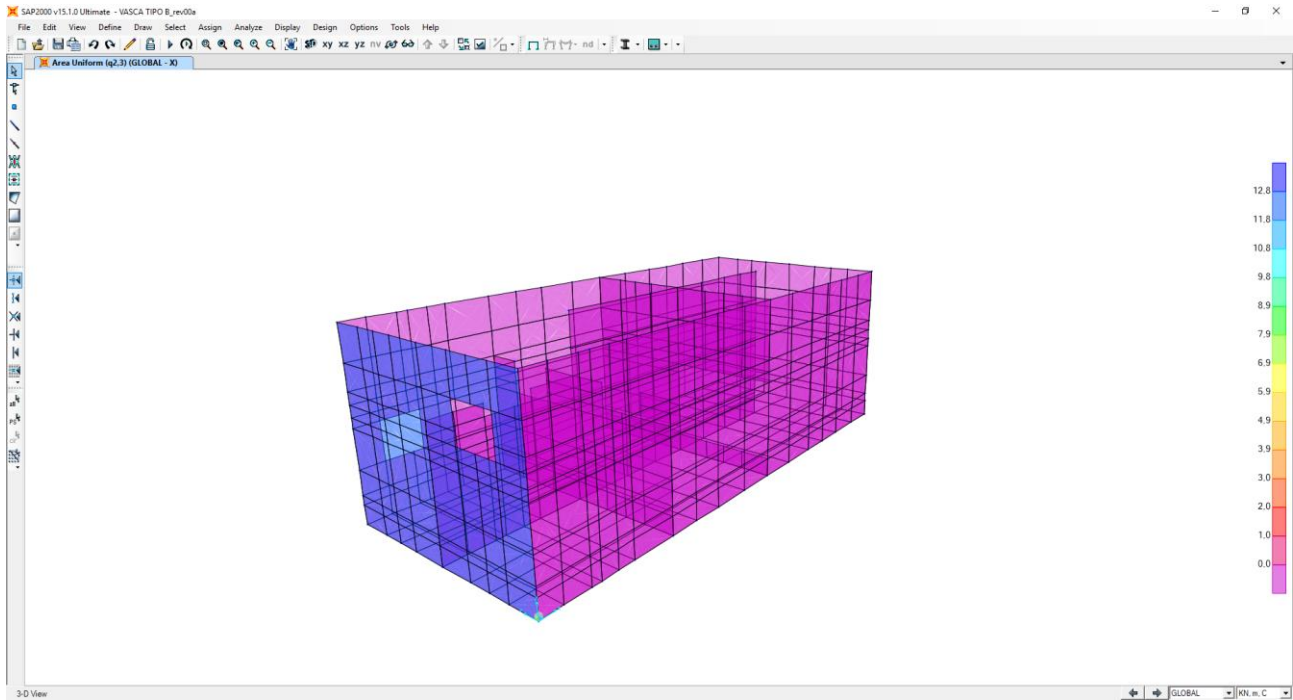 SAP2000 v15.1.0 Ultimate - VASCA TIPO B_rev00a
File Edit View Define Draw Select Assign Analyze Display Design Options Tools Help
xy xz yz nv nd
Area Uniform (q2,3) (GLOBAL - X)
12.8
11.8
10.8
9.8
8.9
7.9
6.9
5.9
4.9
3.9
3.0
2.0
1.0
0.0
3-D View
GLOBAL
KN, m, C